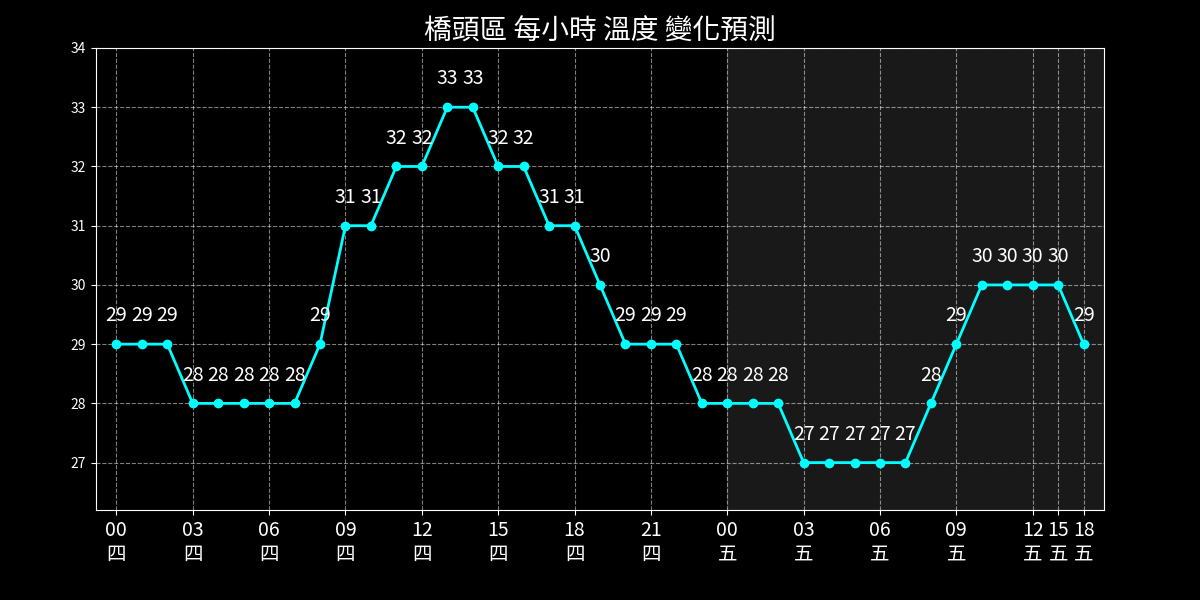 橋頭區 每小時 溫度 變化預測
34
33 33
33
32 32 32 32
32
31 31 31 31
31
30 30 30 30 30
30
29 29 29 29 29 29 29 29 29
29
28 28 28 28 28 28 28 28 28 28
28
27 27 27 27 27
27
00 03 06 09 12 15 18 21 00 03 06 09 12 15 18
四 四 四 四 四 四 四 四 五 五 五 五 五 五 五